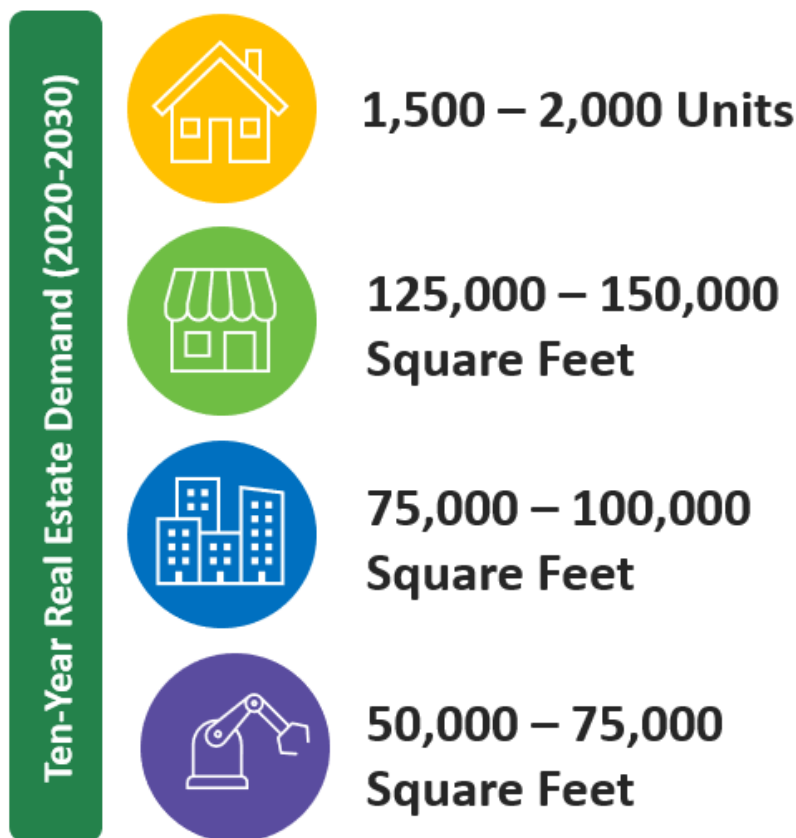 Ten-Year Real Estate Demand (2020-2030)
1,500 – 2,000 Units
125,000 – 150,000
Square Feet
75,000 – 100,000
Square Feet
50,000 – 75,000
Square Feet